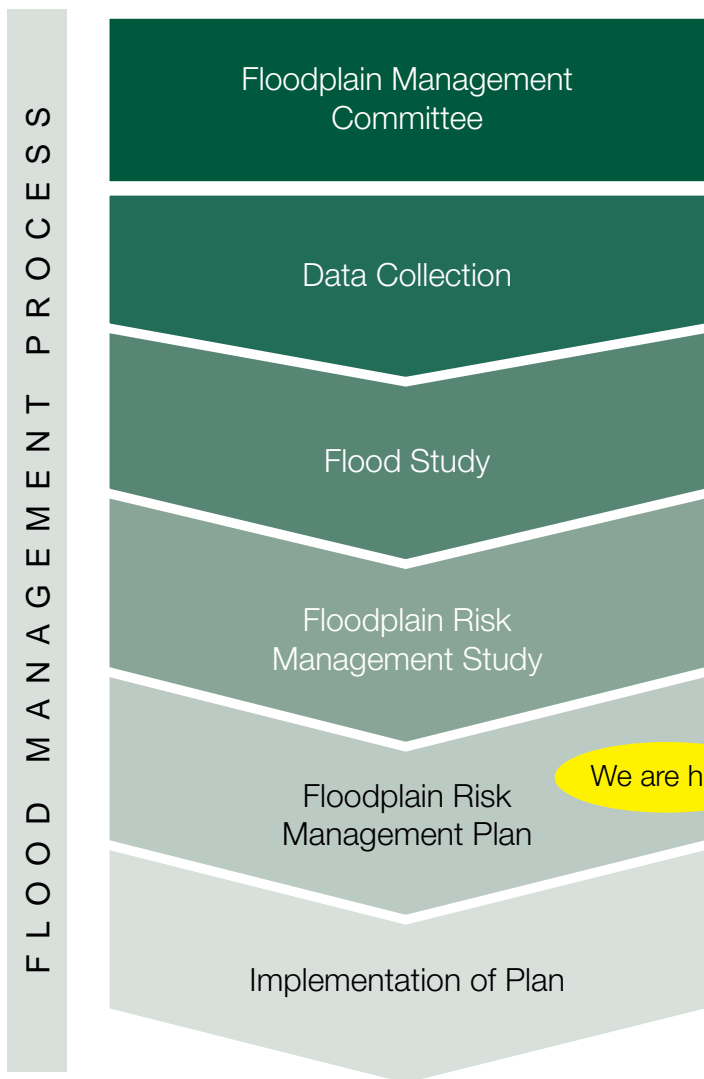 FLOOD MANAGEMENT PROCESS
Floodplain Management
Committee
Data Collection
Flood Study
Floodplain Risk
Management Study
We are h
Floodplain Risk
Management Plan
Implementation of Plan